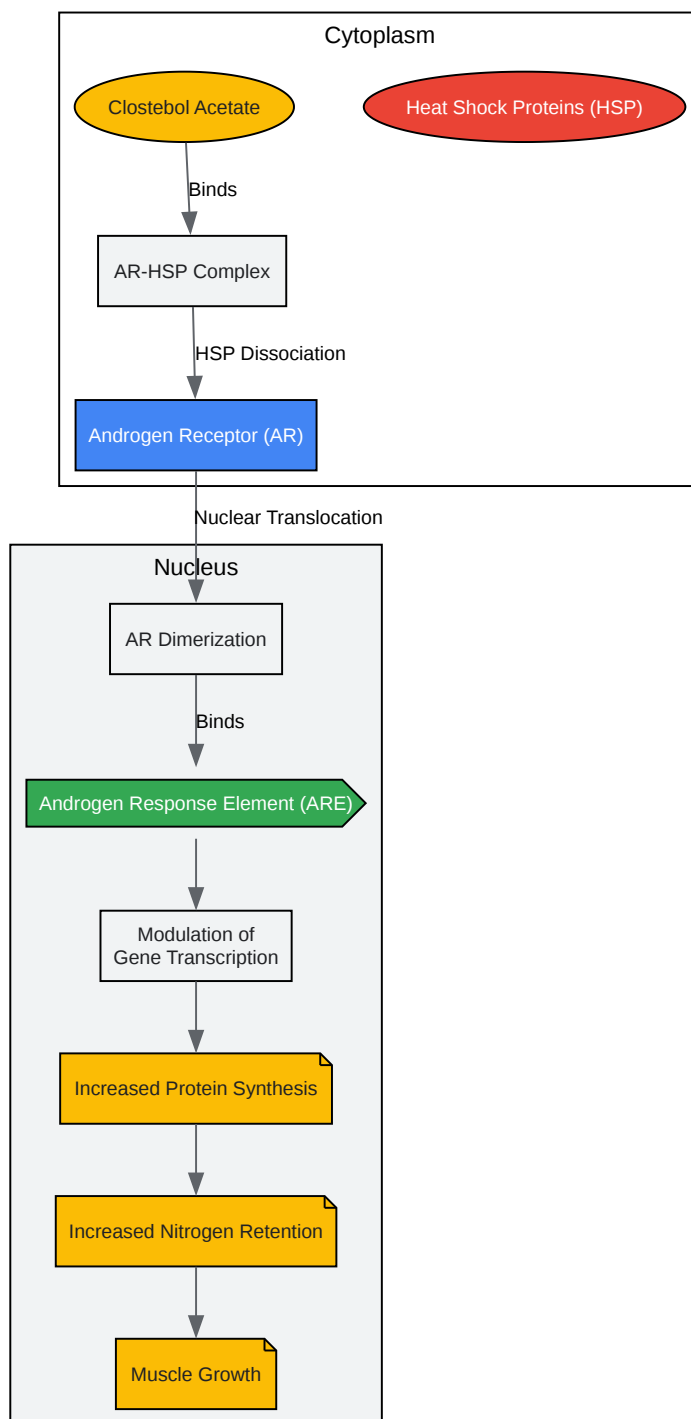 Cytoplasm
Clostebol Acetate
Heat Shock Proteins (HSP)
Binds
AR-HSP Complex
HSP Dissociation
Androgen Receptor (AR)
Nuclear Translocation
Nucleus
AR Dimerization
Binds
Androgen Response Element (ARE)
Modulation of
Gene Transcription
Increased Protein Synthesis
Increased Nitrogen Retention
Muscle Growth